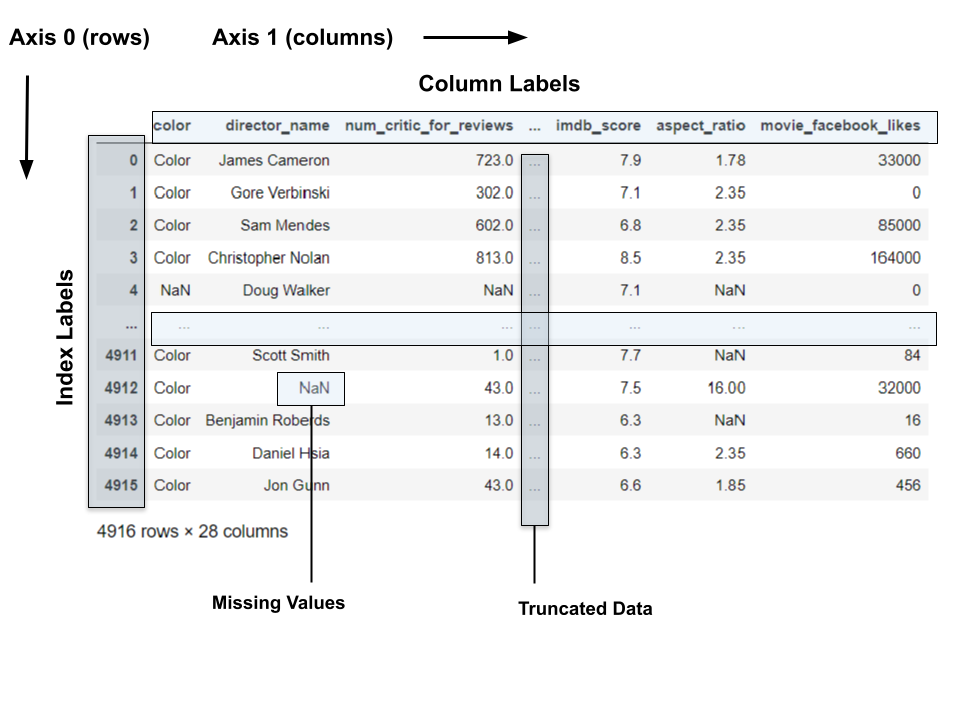 Axis 0 (rows) Axis 1 (columns)
Column Labels
color director_name num_critic_for_reviews ... imdb_score aspect_ratio movie_facebook_likes
0 Color James Cameron 723.0 ... 7.9 1.78 33000
1 Color Gore Verbinski 302.0 ... 7.1 2.35 0
2 Color Sam Mendes 602.0 ... 6.8 2.35 85000
3 Color Christopher Nolan 813.0 ... 8.5 2.35 164000
4 NaN Doug Walker NaN ... 7.1 NaN 0
... ... ... ... ... ... ... ...
4911 Color Scott Smith 1.0 ... 7.7 NaN 84
4912 Color NaN 43.0 ... 7.5 16.00 32000
4913 Color Benjamin Roberds 13.0 ... 6.3 NaN 16
4914 Color Daniel Hsia 14.0 ... 6.3 2.35 660
4915 Color Jon Gunn 43.0 ... 6.6 1.85 456
Index Labels
4916 rows × 28 columns
Missing Values
Truncated Data